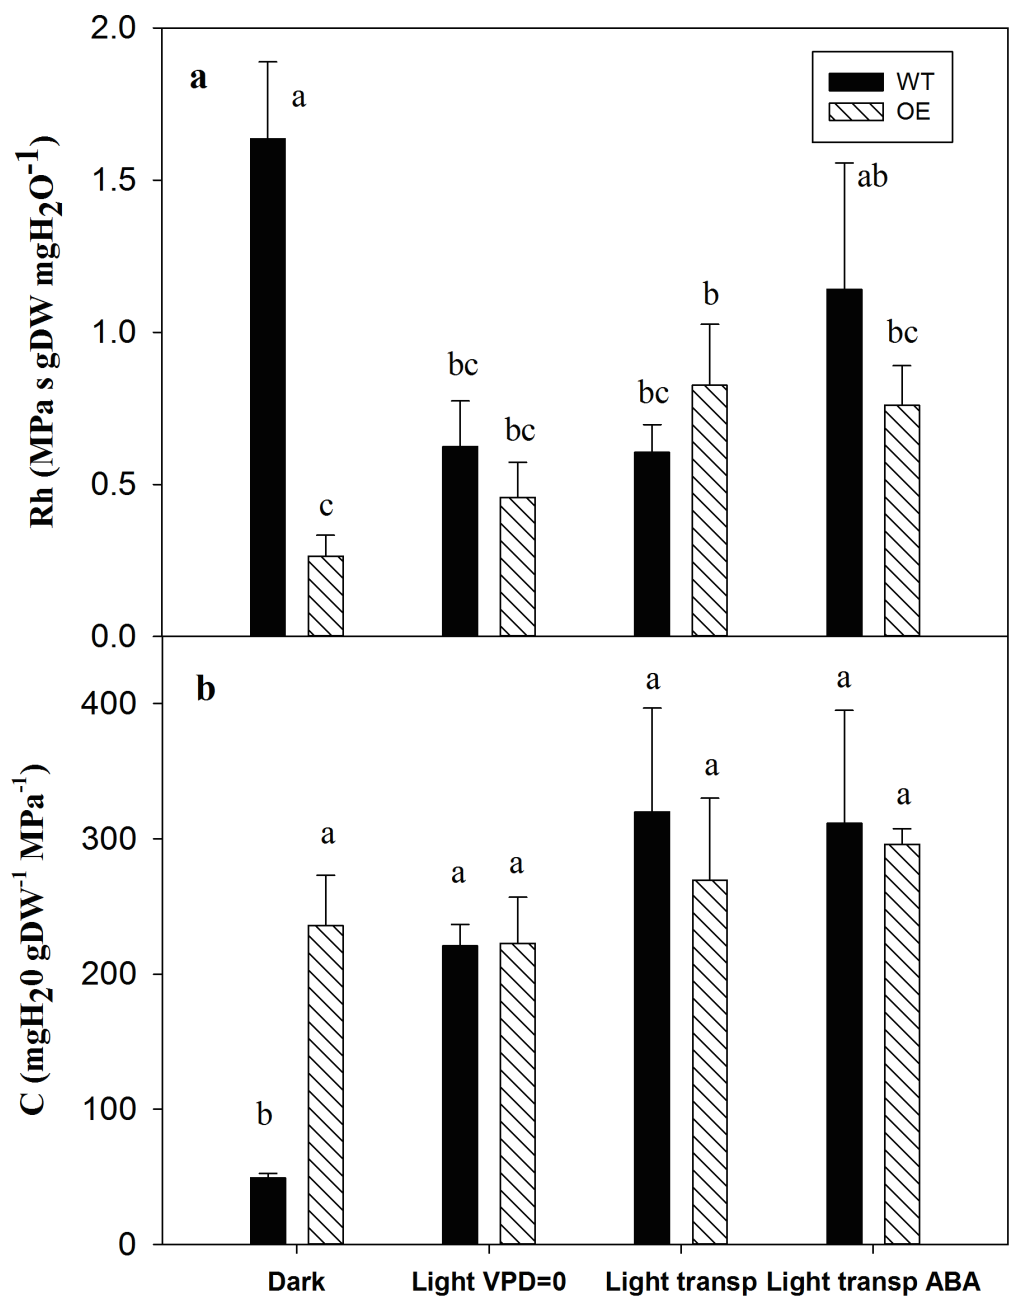 2.0
a
a
WT
OE
1.5
ab
b
1.0
bc
bc
bc
bc
0.5
c
0.0
Rh (MPa s gDW mgH2O-1)
b
a
a
400
a
a
a
a
a
300
200
100
b
0
C (mgH20 gDW-1 MPa-1)
Dark Light VPD=0 Light transp Light transp ABA